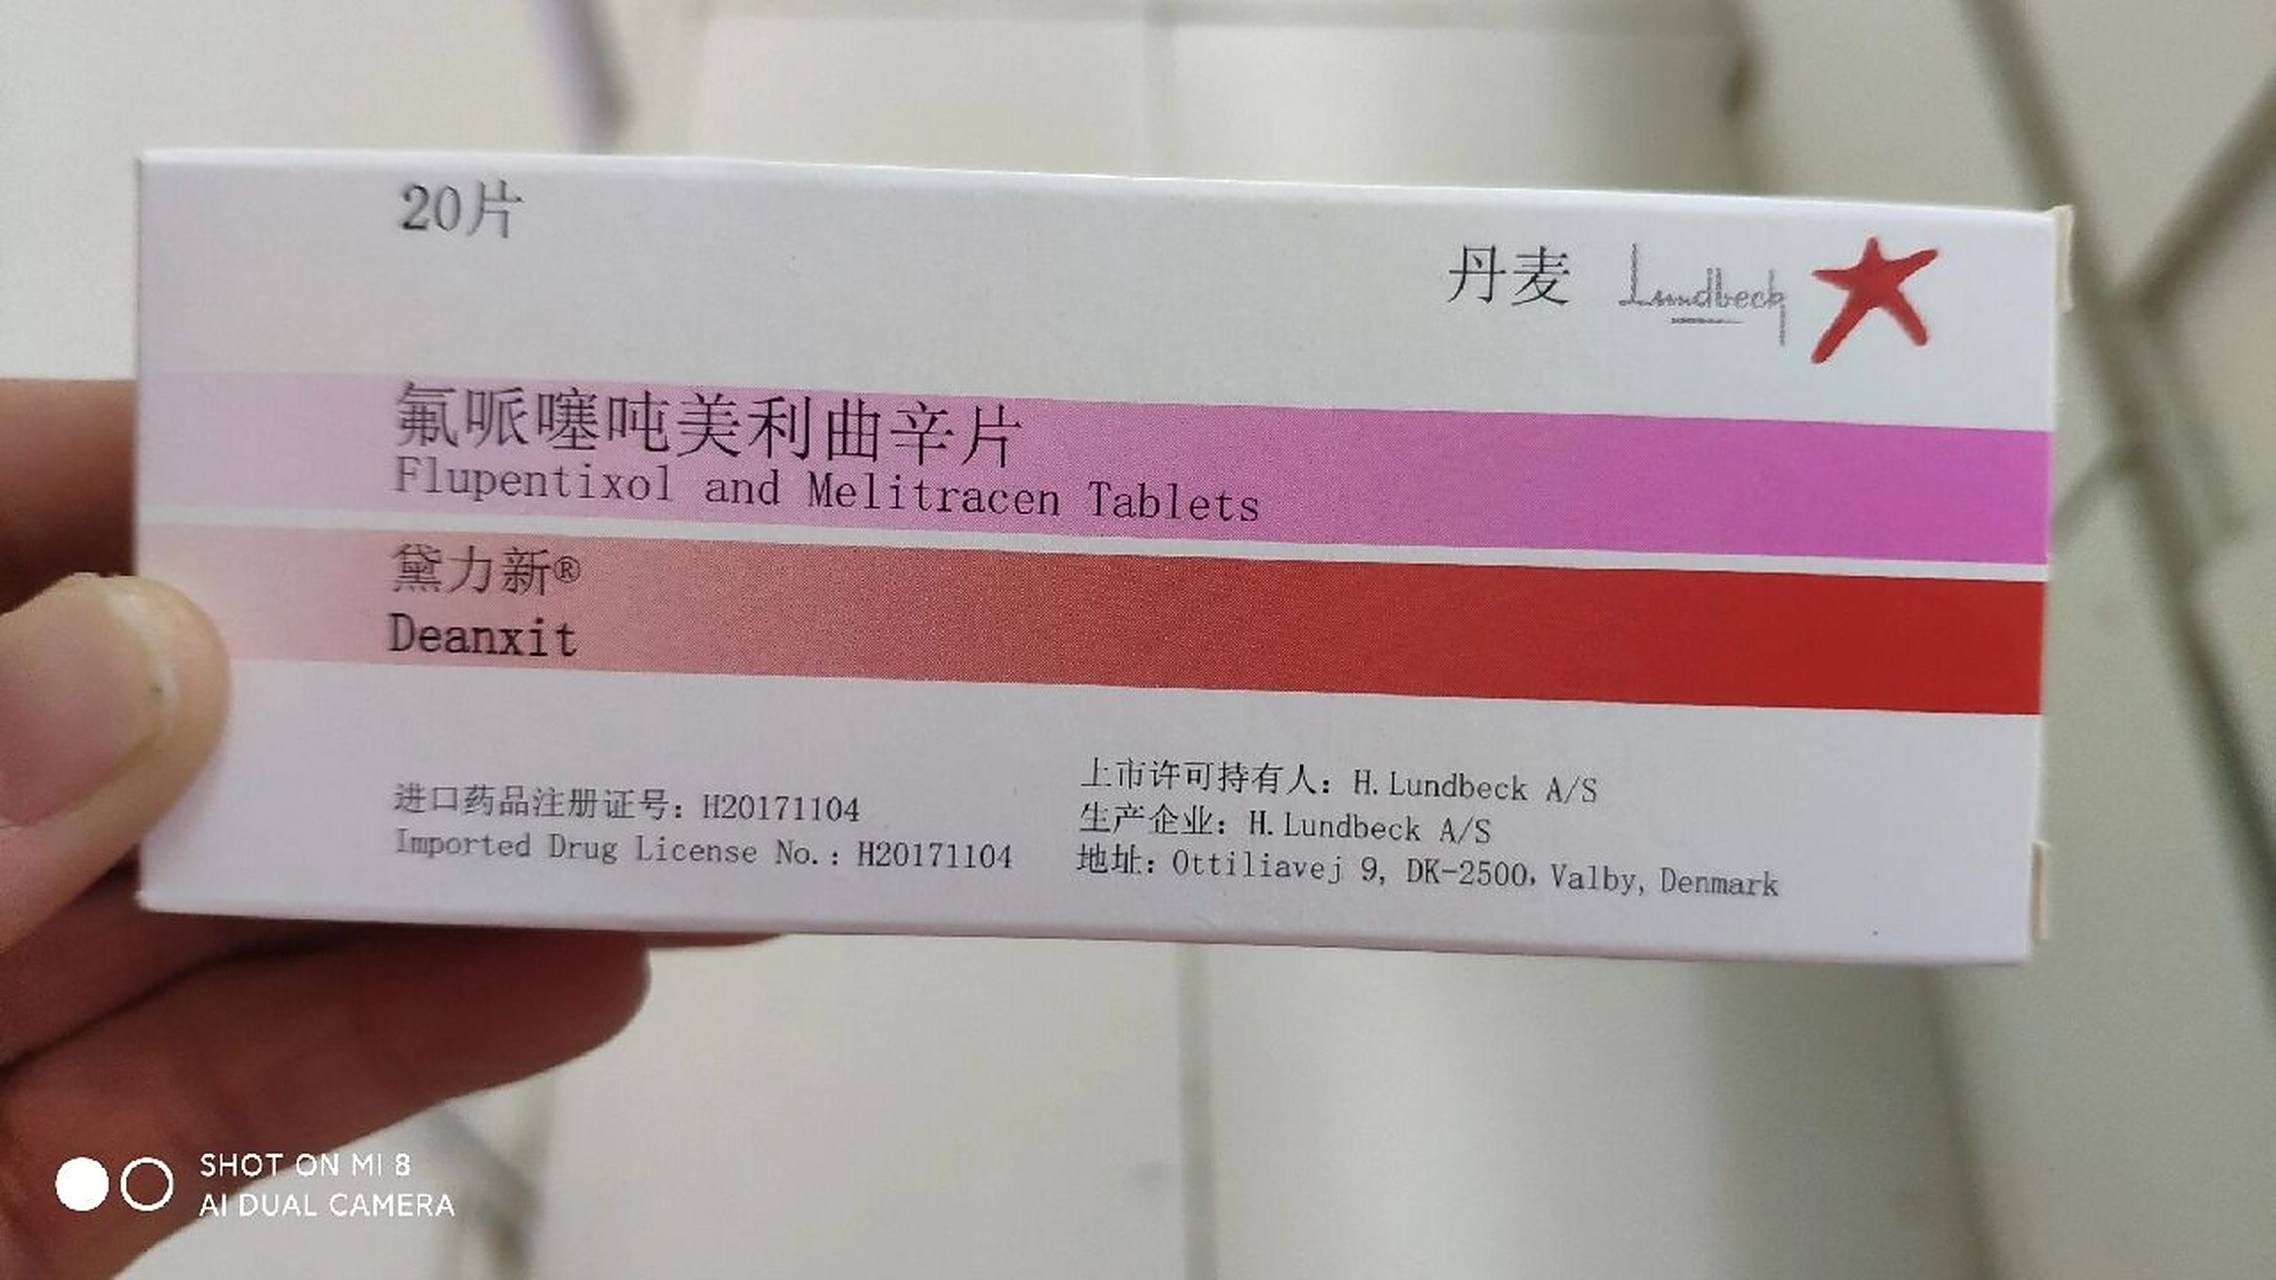 20片
丹麦 Lundbeck
氟哌噻吨美利曲辛片
Flupentixol and Melitracen Tablets
黛力新®
Deanxit
进口药品注册证号：H20171104
Imported Drug License No.：H20171104
上市许可持有人：H.Lundbeck A/S
生产企业：H.Lundbeck A/S
地址：Ottiliavej 9, DK-2500, Valby, Denmark
SHOT ON MI 8
AI DUAL CAMERA